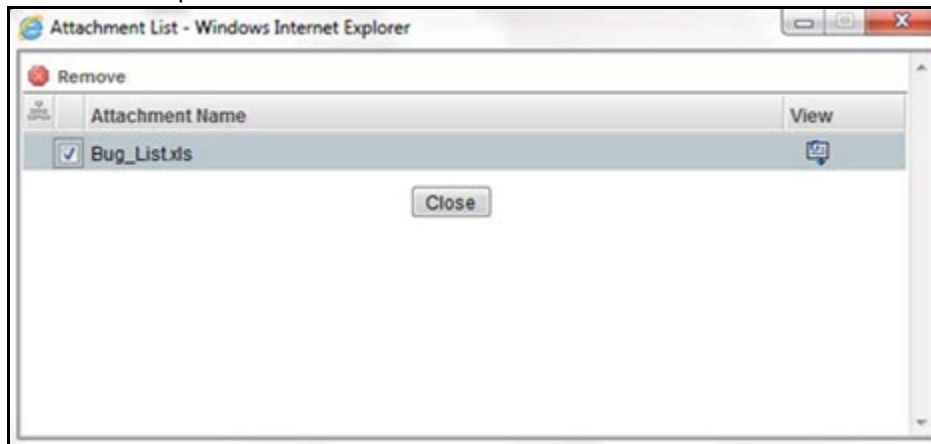 Attachment List - Windows Internet Explorer
Remove
Attachment Name View
Bug_List.xls
Close